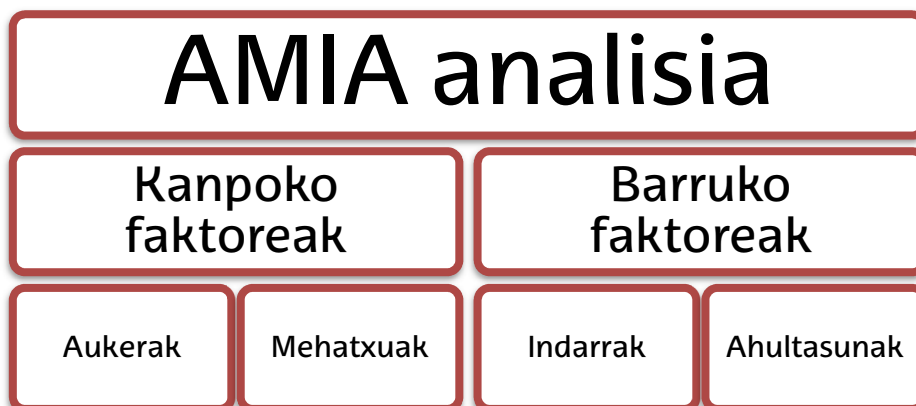 AMIA analisia
Kanpoko
faktoreak
Barruko
faktoreak
Aukerak
Mehatxuak
Indarrak
Ahultasunak